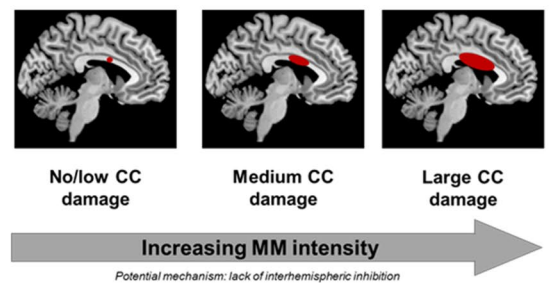 No/low CC
damage
Medium CC
damage
Large CC
damage
Increasing MM intensity
Potential mechanism: lack of interhemispheric inhibition